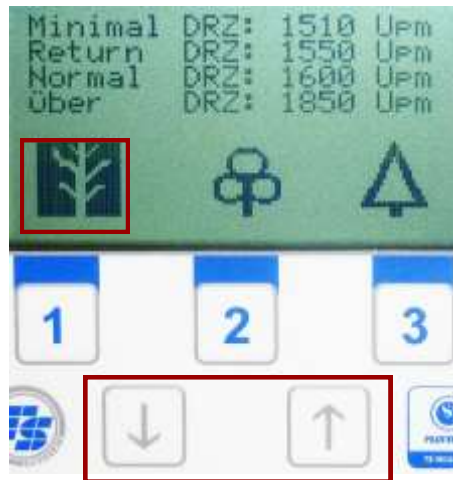 Minimal DRZ: 1510 Upm
Return DRZ: 1550 Upm
Normal DRZ: 1600 Upm
über DRZ: 1850 Upm
1 2 3